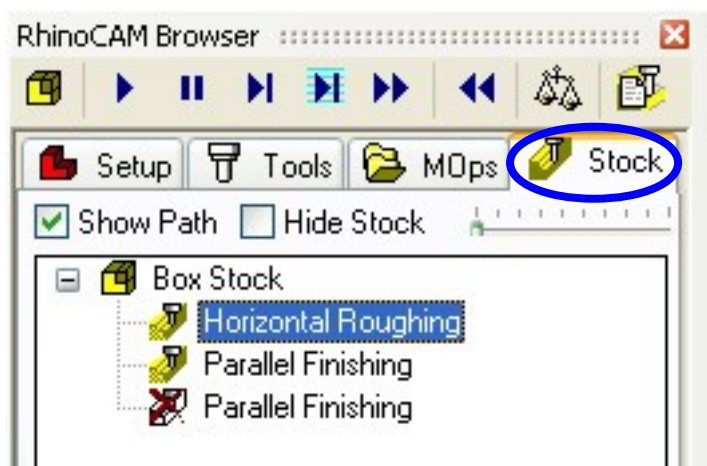 RhinoCAM Browser
Setup Tools MOps Stock
Show Path Hide Stock
Box Stock
Horizontal Roughing
Parallel Finishing
Parallel Finishing